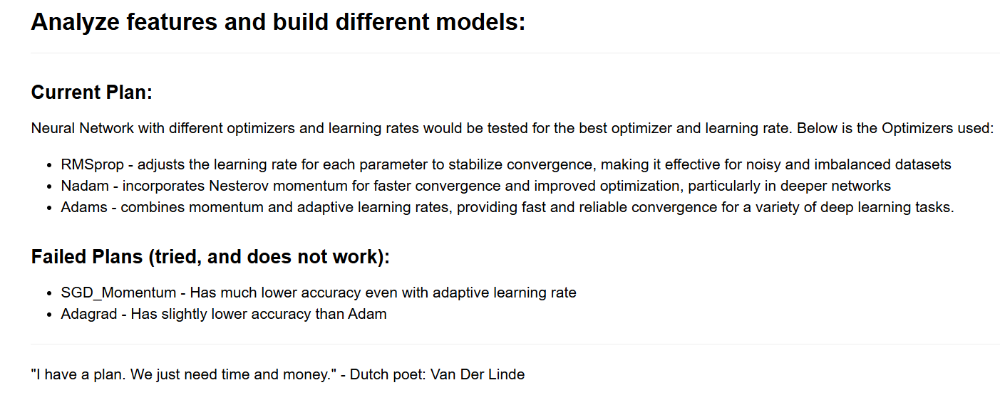 Analyze features and build different models:
Current Plan:
Neural Network with different optimizers and learning rates would be tested for the best optimizer and learning rate. Below is the Optimizers used:
• RMSprop - adjusts the learning rate for each parameter to stabilize convergence, making it effective for noisy and imbalanced datasets
• Nadam - incorporates Nesterov momentum for faster convergence and improved optimization, particularly in deeper networks
• Adams - combines momentum and adaptive learning rates, providing fast and reliable convergence for a variety of deep learning tasks.
Failed Plans (tried, and does not work):
• SGD_Momentum - Has much lower accuracy even with adaptive learning rate
• Adagrad - Has slightly lower accuracy than Adam
"I have a plan. We just need time and money." - Dutch poet: Van Der Linde